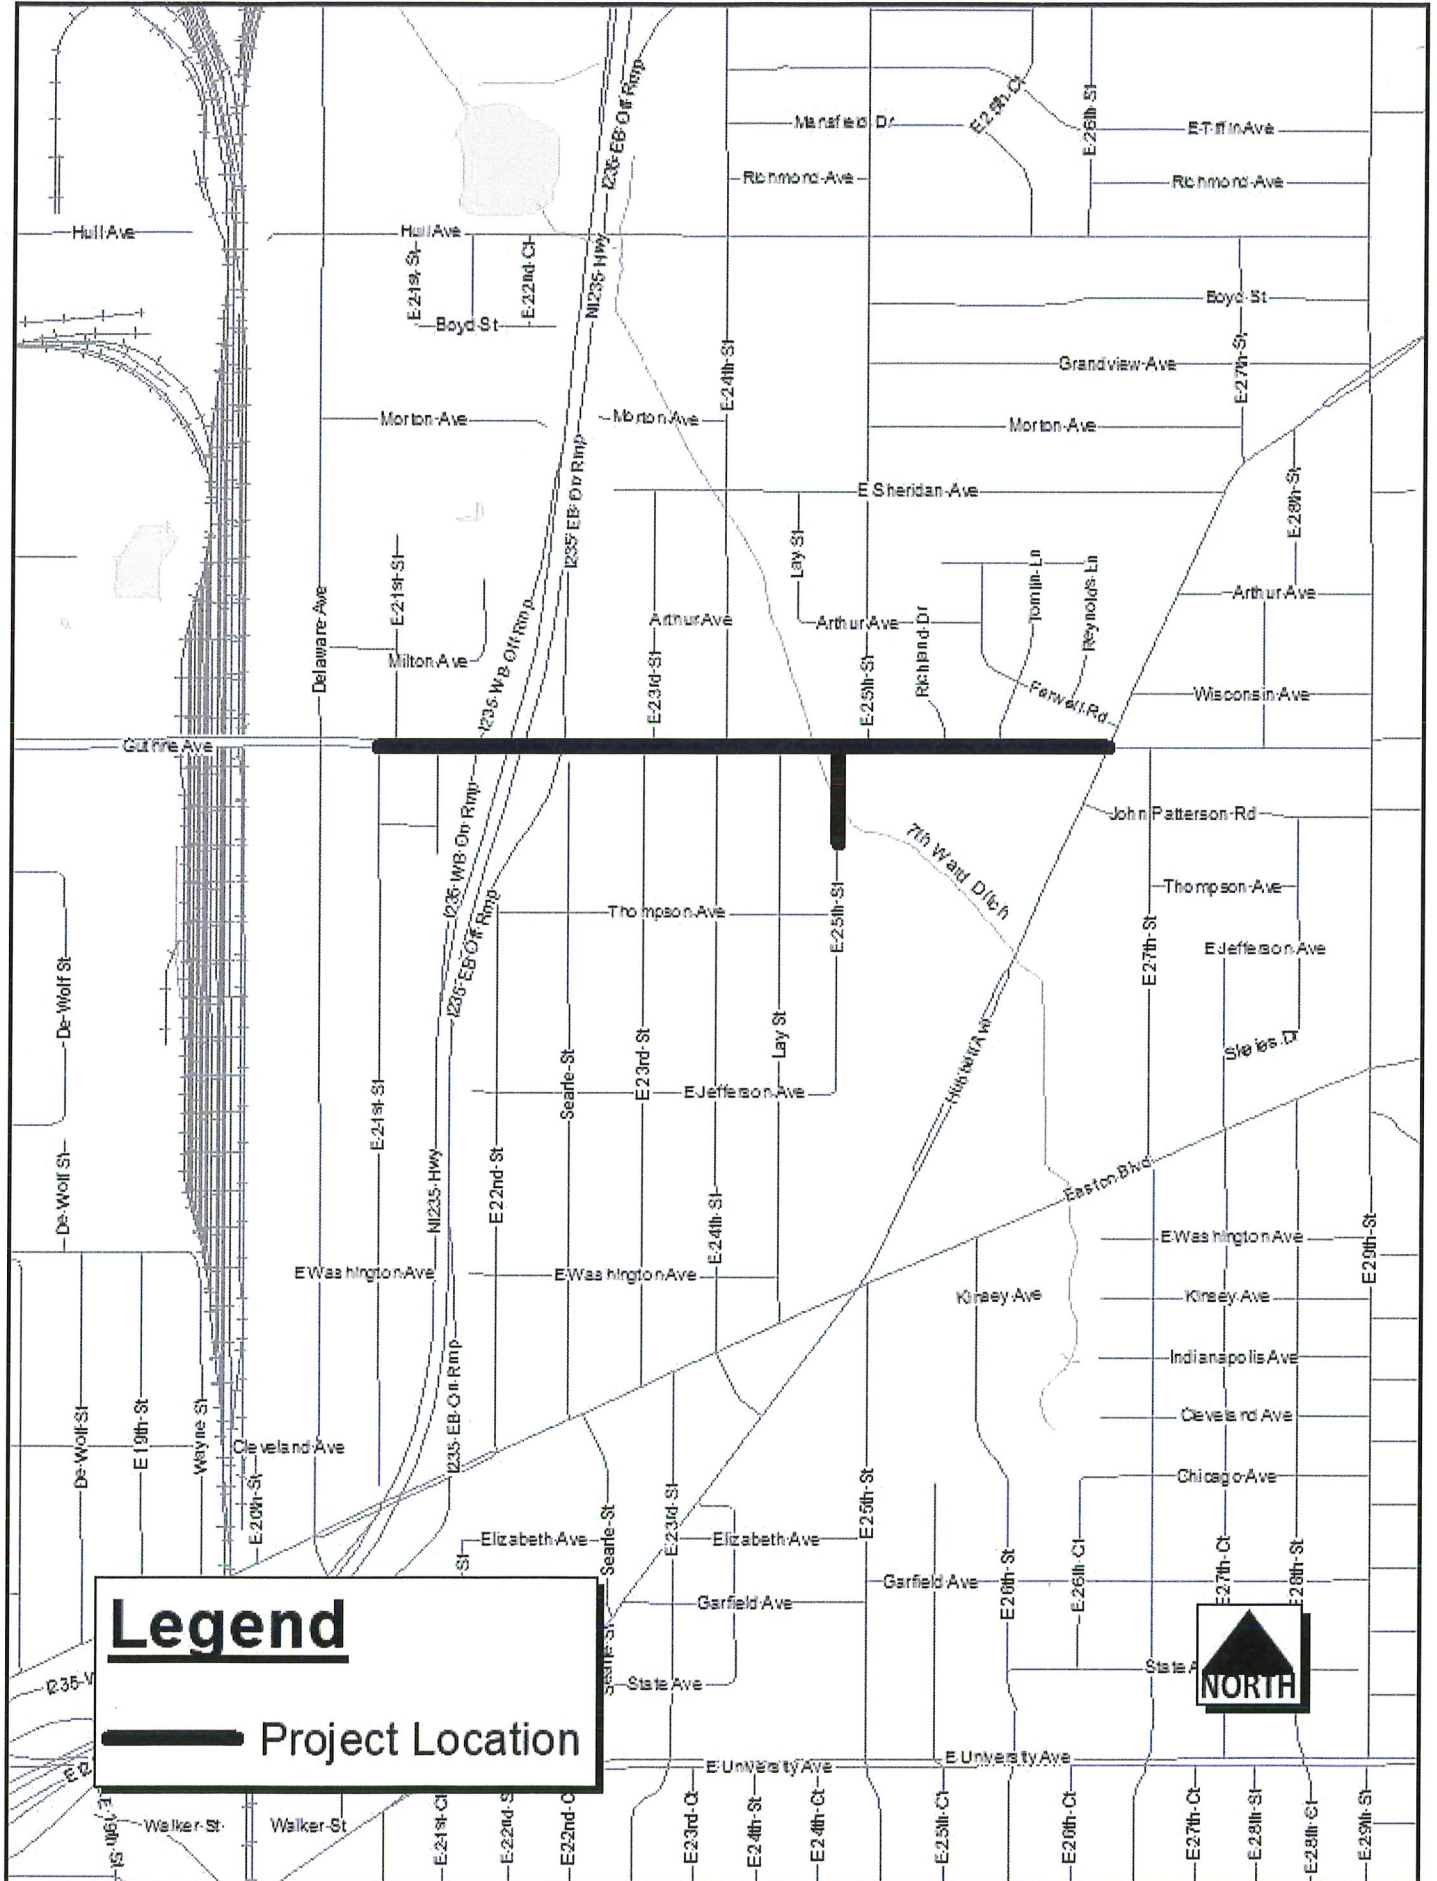 I235-EB-Off-Rmp
Mansfield-Dr
E-25th-Ct
E-26th-St
E-Tiffin-Ave
Richmond-Ave
Richmond-Ave
Hull-Ave
Hull-Ave
E-21st-St
E-22nd-Ct
NI235-Hwy
Boyd-St
Boyd-St
E-24th-St
Grandview-Ave
E-27th-St
Morton-Ave
Morton-Ave
Morton-Ave
I235-EB-On-Rmp
E Sheridan-Ave
E-28th-St
Lay-St
E-21st-St
Delaware-Ave
Tomlin-Ln
Reynolds-Ln
Arthur-Ave
Arthur-Ave
Arthur-Ave
Richland-Dr
I235-WB-Off-Rmp
Milton-Ave
E-23rd-St
E-25th-St
Farwell-Rd
Wisconsin-Ave
Guthrie Ave
John Patterson-Rd
I235-WB-On-Rmp
7th Ward Ditch
Thompson-Ave
Thompson-Ave
I235-EB-Off-Rmp
E-25th-St
E-27th-St
E-Jefferson-Ave
De-Wolf-St
Lay St
Hubbell-Ave
E-21st-St
Searle-St
E-23rd-St
E-Jefferson-Ave
De-Wolf-St
NI235-Hwy
E-22nd-St
E-24th-St
Easton-Blvd
E-Washington-Ave
E-29th-St
E-Washington-Ave
E-Washington-Ave
Kinsey-Ave
Kinsey-Ave
Indianapolis-Ave
I235-EB-On-Rmp
Cleveland-Ave
De-Wolf-St
E-19th-St
Wayne St
Cleveland-Ave
Chicago-Ave
E-20th-St
E-23rd-St
E-25th-St
Searle-St
Elizabeth-Ave
Elizabeth-Ave
St
E-26th-St
E-26th-Ct
E-27th-Ct
E-28th-St
Garfield-Ave
Garfield-Ave
Legend
State-Ave
State A
NORTH
I235-W
Project Location
E-University-Ave
E-University-Ave
Walker-St
Walker-St
E-21st-Ct
E-22nd-S
E-22nd-C
E-23rd-Ct
E-24th-St
E-24th-Ct
E-25th-Ct
E-26th-Ct
E-27th-Ct
E-28th-St
E-28th-Ct
E-29th-St